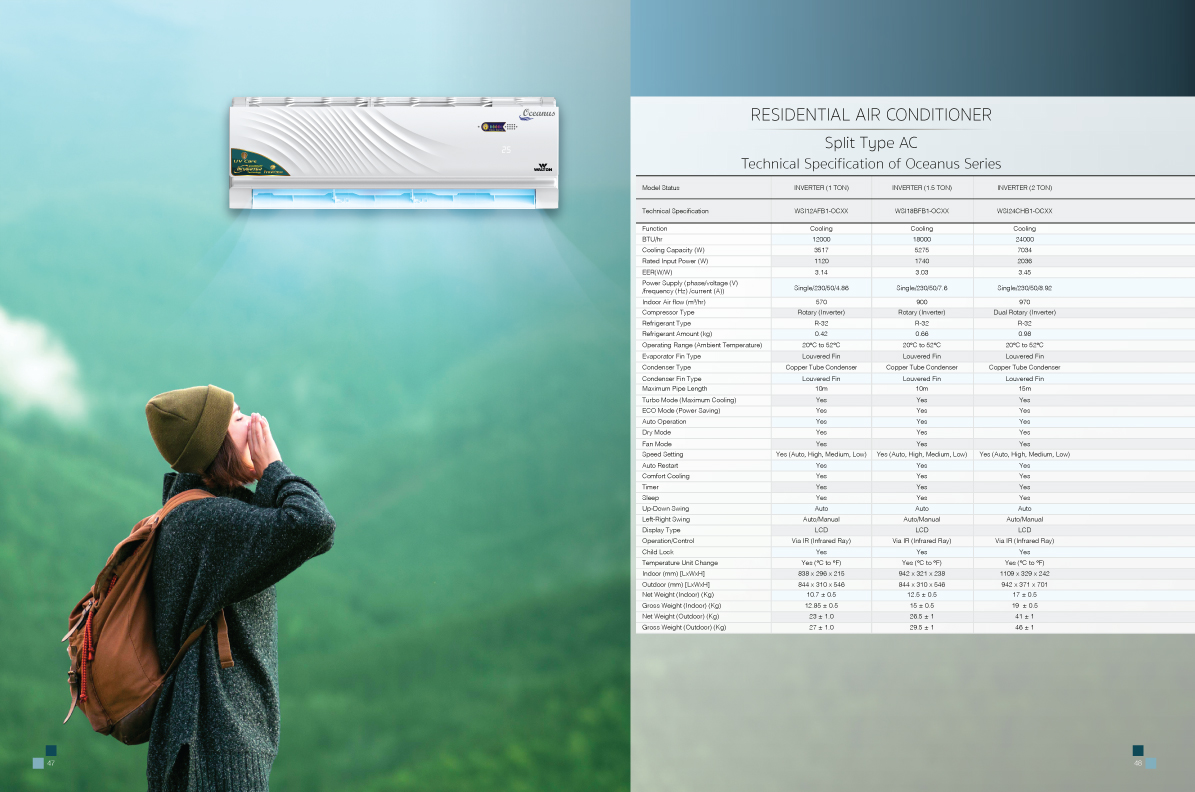 Oceanus
UV Care
Inverter
WALTON
47
RESIDENTIAL AIR CONDITIONER
Split Type AC
Technical Specification of Oceanus Series
Model Status INVERTER (1 TON) INVERTER (1.5 TON) INVERTER (2 TON)
Technical Specification WSI12AFB1-OCXX WSI18BFB1-OCXX WSI24CHB1-OCXX
Function Cooling Cooling Cooling
BTU/hr 12000 18000 24000
Cooling Capacity (W) 3517 5275 7034
Rated Input Power (W) 1120 1740 2036
EER(W/W) 3.14 3.03 3.45
Power Supply (phase/voltage (V)
/frequency (Hz) /current (A)) Single/230/50/4.86 Single/230/50/7.6 Single/230/50/8.92
Indoor Air flow (m³/hr) 570 900 970
Compressor Type Rotary (Inverter) Rotary (Inverter) Dual Rotary (Inverter)
Refrigerant Type R-32 R-32 R-32
Refrigerant Amount (kg) 0.42 0.66 0.98
Operating Range (Ambient Temperature) 20°C to 52°C 20°C to 52°C 20°C to 52°C
Evaporator Fin Type Louvered Fin Louvered Fin Louvered Fin
Condenser Type Copper Tube Condenser Copper Tube Condenser Copper Tube Condenser
Condenser Fin Type Louvered Fin Louvered Fin Louvered Fin
Maximum Pipe Length 10m 10m 15m
Turbo Mode (Maximum Cooling) Yes Yes Yes
ECO Mode (Power Saving) Yes Yes Yes
Auto Operation Yes Yes Yes
Dry Mode Yes Yes Yes
Fan Mode Yes Yes Yes
Speed Setting Yes (Auto, High, Medium, Low) Yes (Auto, High, Medium, Low) Yes (Auto, High, Medium, Low)
Auto Restart Yes Yes Yes
Comfort Cooling Yes Yes Yes
Timer Yes Yes Yes
Sleep Yes Yes Yes
Up-Down Swing Auto Auto Auto
Left-Right Swing Auto/Manual Auto/Manual Auto/Manual
Display Type LCD LCD LCD
Operation/Control Via IR (Infrared Ray) Via IR (Infrared Ray) Via IR (Infrared Ray)
Child Lock Yes Yes Yes
Temperature Unit Change Yes (°C to °F) Yes (°C to °F) Yes (°C to °F)
Indoor (mm) [LxWxH] 838 x 296 x 215 942 x 321 x 238 1109 x 329 x 242
Outdoor (mm) [LxWxH] 844 x 310 x 546 844 x 310 x 546 942 x 371 x 701
Net Weight (Indoor) (Kg) 10.7 ± 0.5 12.5 ± 0.5 17 ± 0.5
Gross Weight (Indoor) (Kg) 12.85 ± 0.5 15 ± 0.5 19 ± 0.5
Net Weight (Outdoor) (Kg) 23 ± 1.0 26.5 ± 1 41 ± 1
Gross Weight (Outdoor) (Kg) 27 ± 1.0 29.5 ± 1 46 ± 1
48